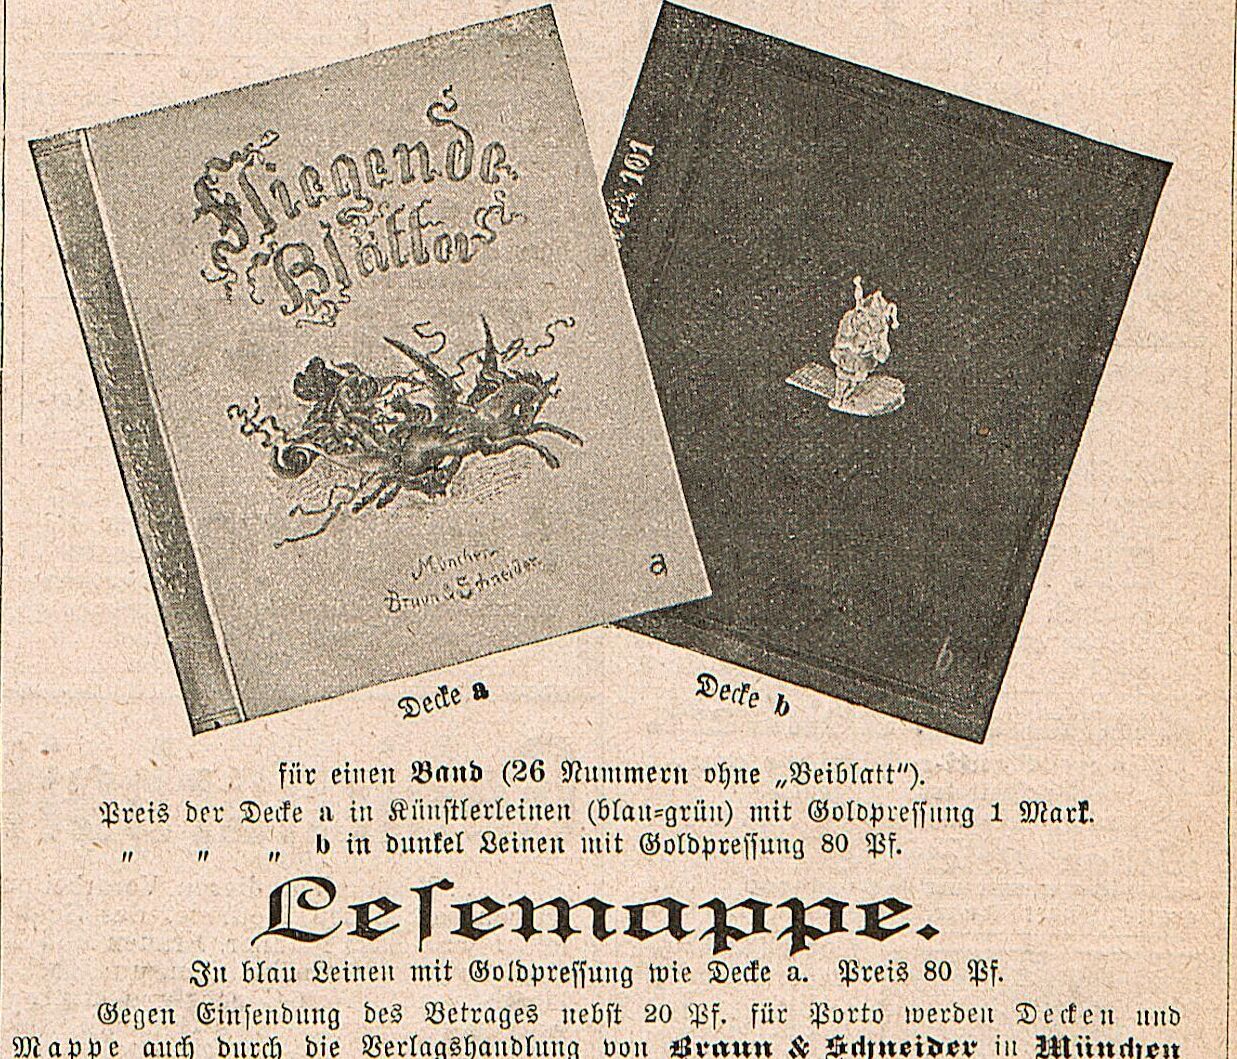 Fliegende
Blätter
München
Braun & Schneider.
a
101
b
Decke a
Decke b
für einen Band (26 Nummern ohne „Beiblatt“).
Preis der Decke a in Künstlerleinen (blau=grün) mit Goldpressung 1 Mark.
„ „ „ b in dunkel Leinen mit Goldpressung 80 Pf.
Lesemappe.
In blau Leinen mit Goldpressung wie Decke a. Preis 80 Pf.
Gegen Einsendung des Betrages nebst 20 Pf. für Porto werden Decken und
Mappe auch durch die Verlagshandlung von Braun & Schneider in München